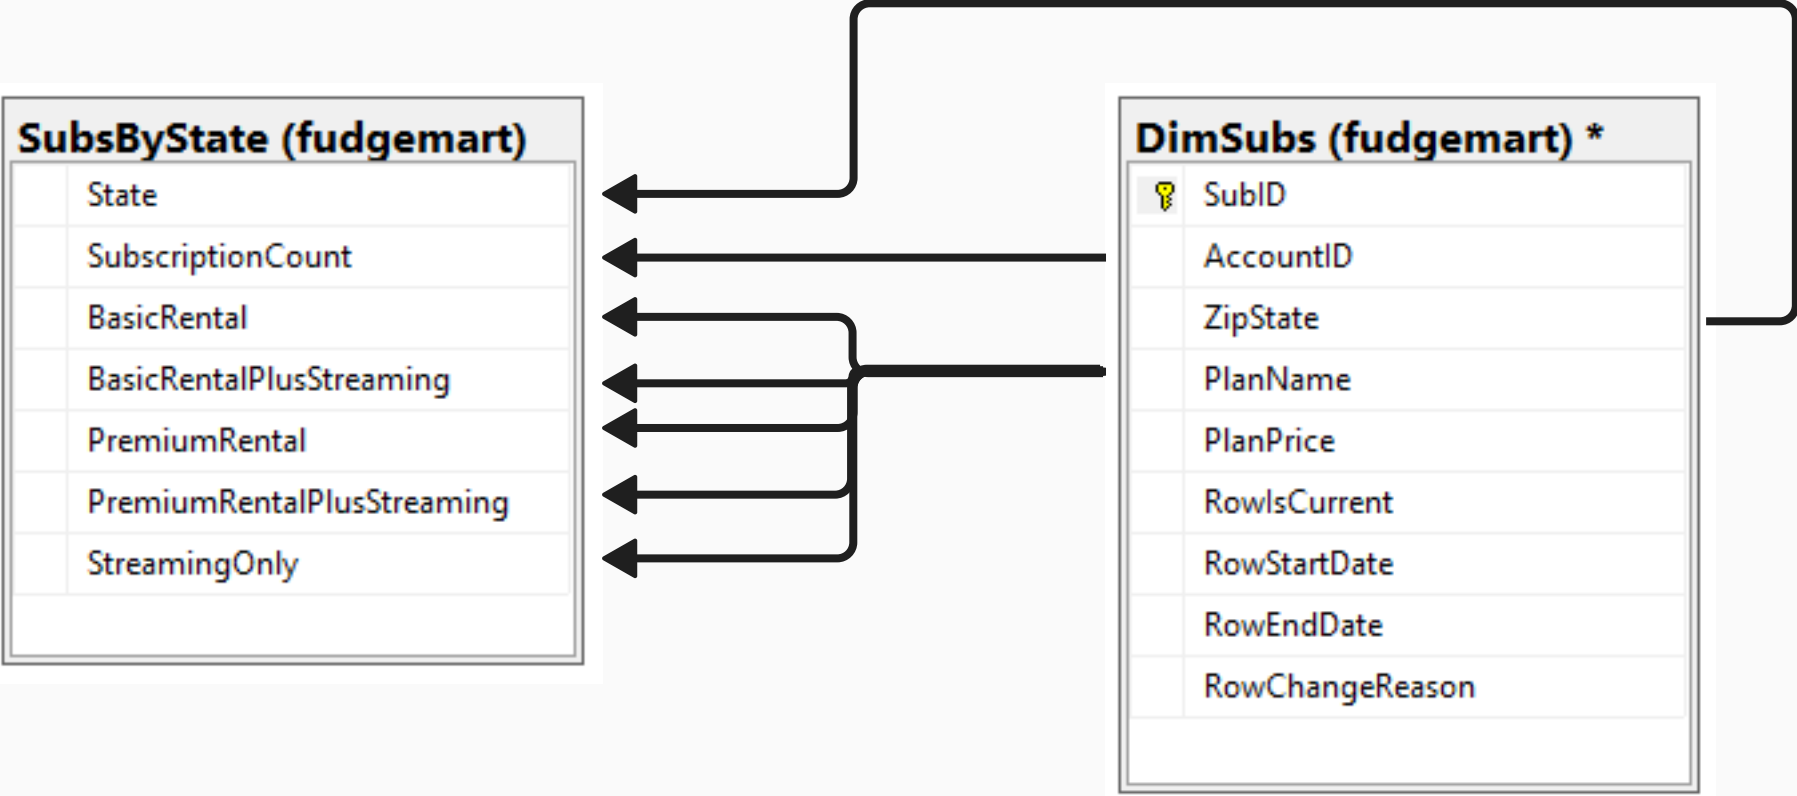 SubsByState (fudgemart)
State
SubscriptionCount
BasicRental
BasicRentalPlusStreaming
PremiumRental
PremiumRentalPlusStreaming
StreamingOnly
DimSubs (fudgemart) *
SubID
AccountID
ZipState
PlanName
PlanPrice
RowIsCurrent
RowStartDate
RowEndDate
RowChangeReason